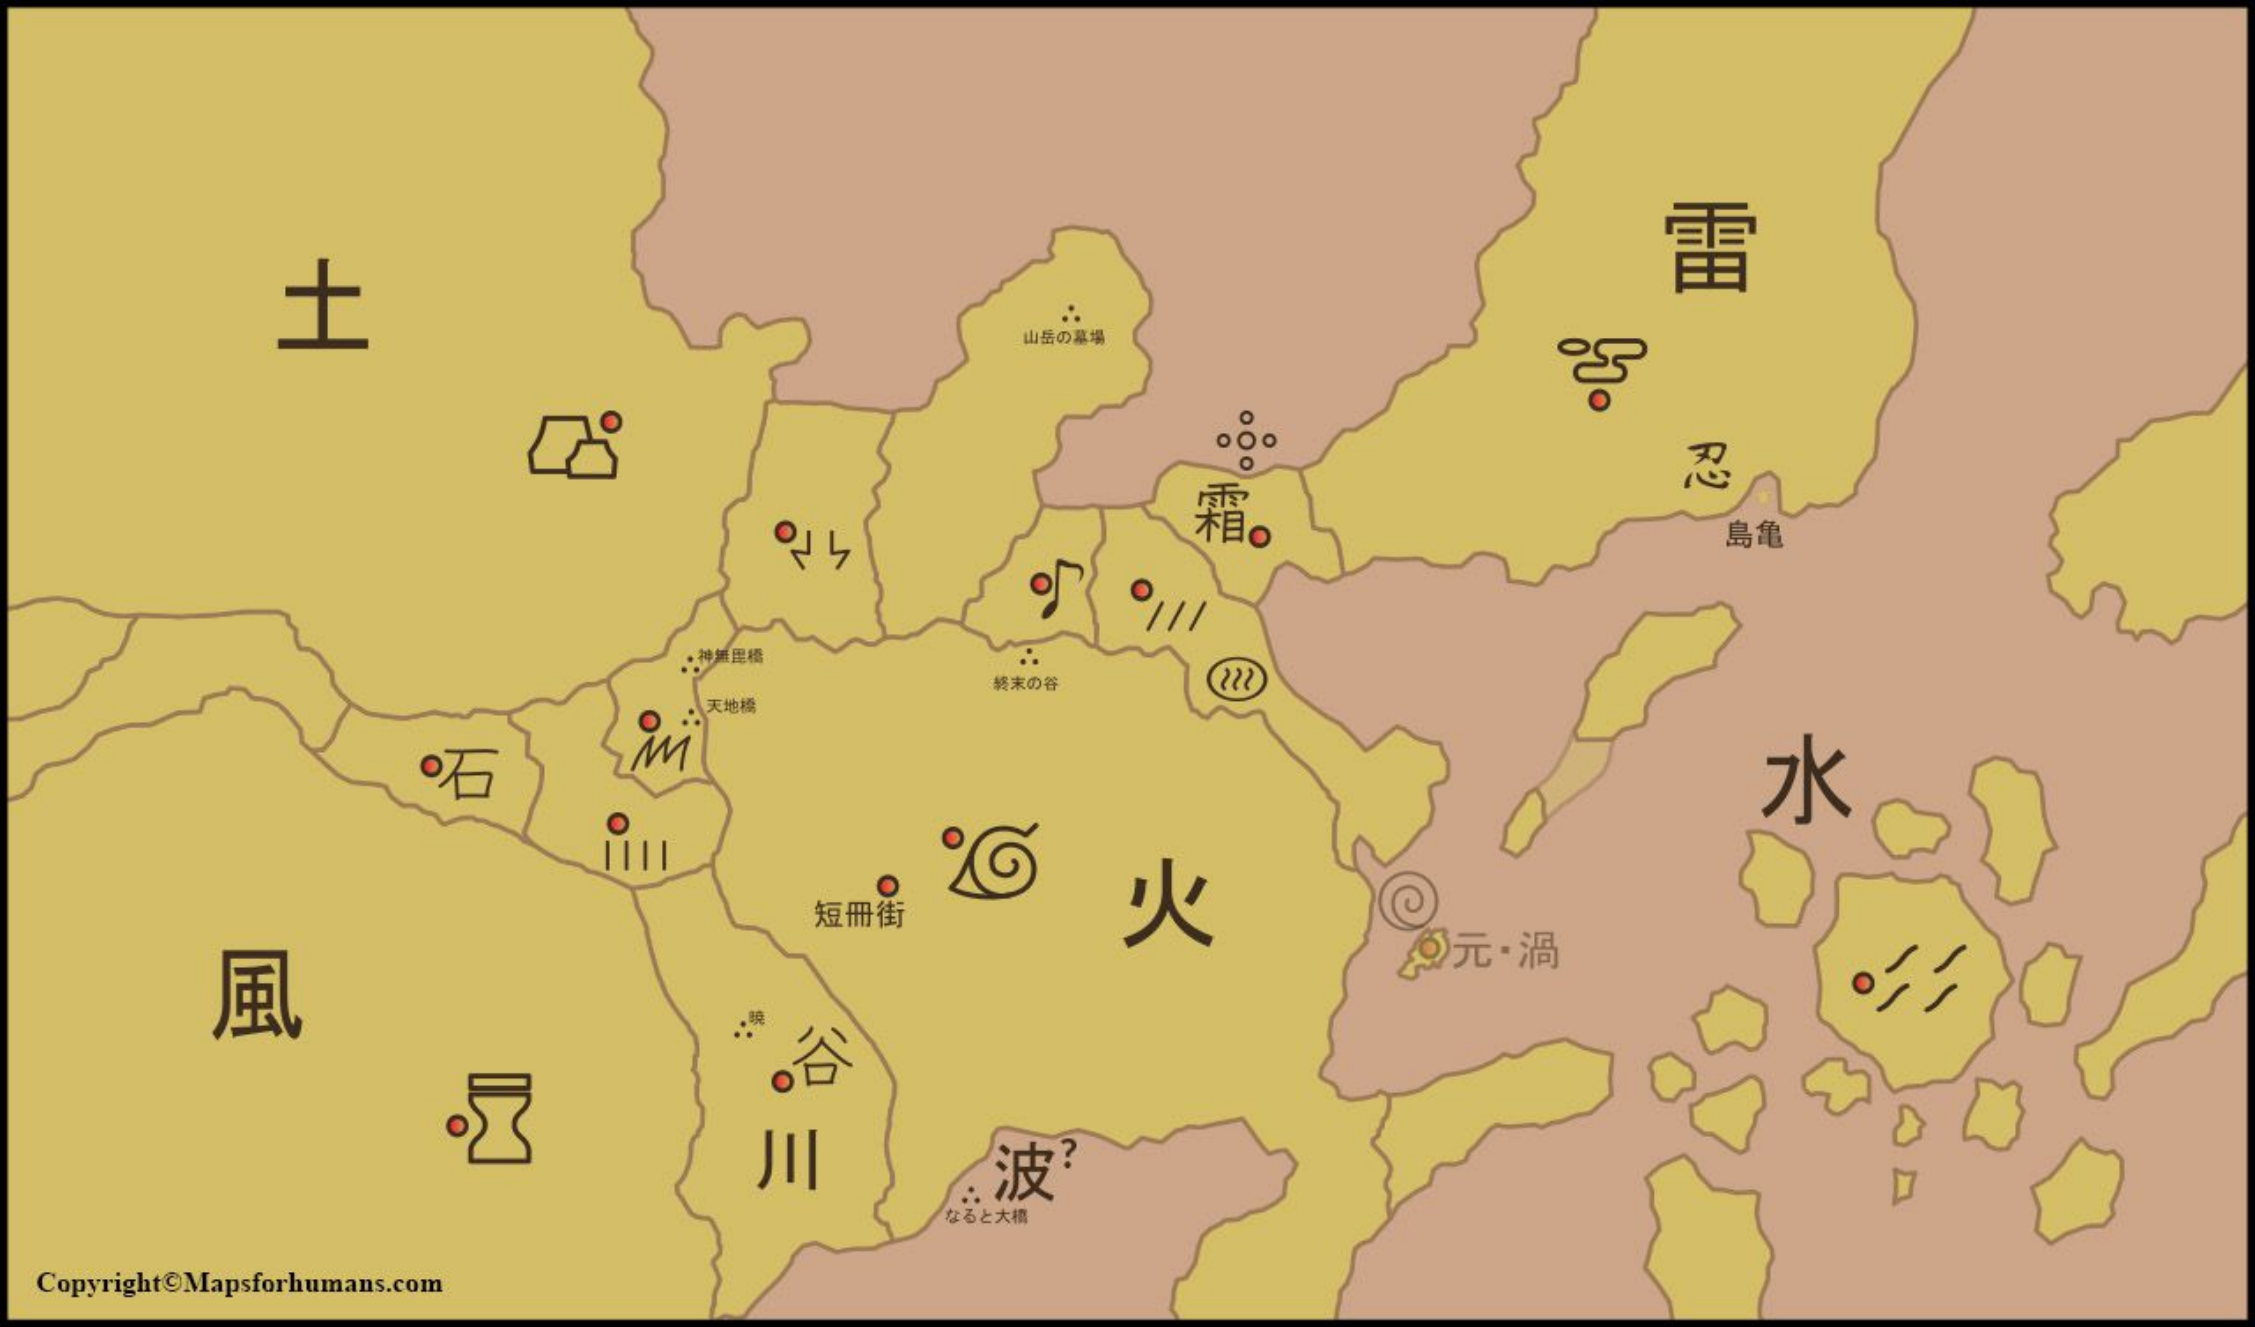 雷
土
山岳の墓場
忍
霜
島亀
神無毘橋
終末の谷
天地橋
石
水
火
短冊街
元・渦
風
暁
谷
川
波?
なると大橋
Copyright©Mapsforhumans.com